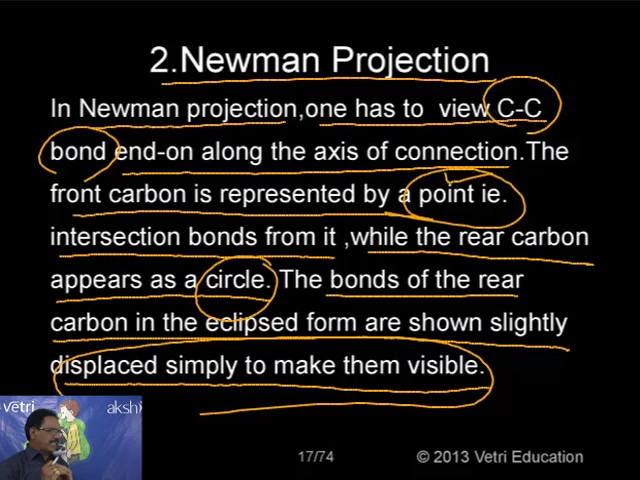 2.Newman Projection
In Newman projection,one has to view C-C
bond end-on along the axis of connection.The
front carbon is represented by a point ie.
intersection bonds from it ,while the rear carbon
appears as a circle. The bonds of the rear
carbon in the eclipsed form are shown slightly
displaced simply to make them visible.
vetri akshi
17/74 © 2013 Vetri Education